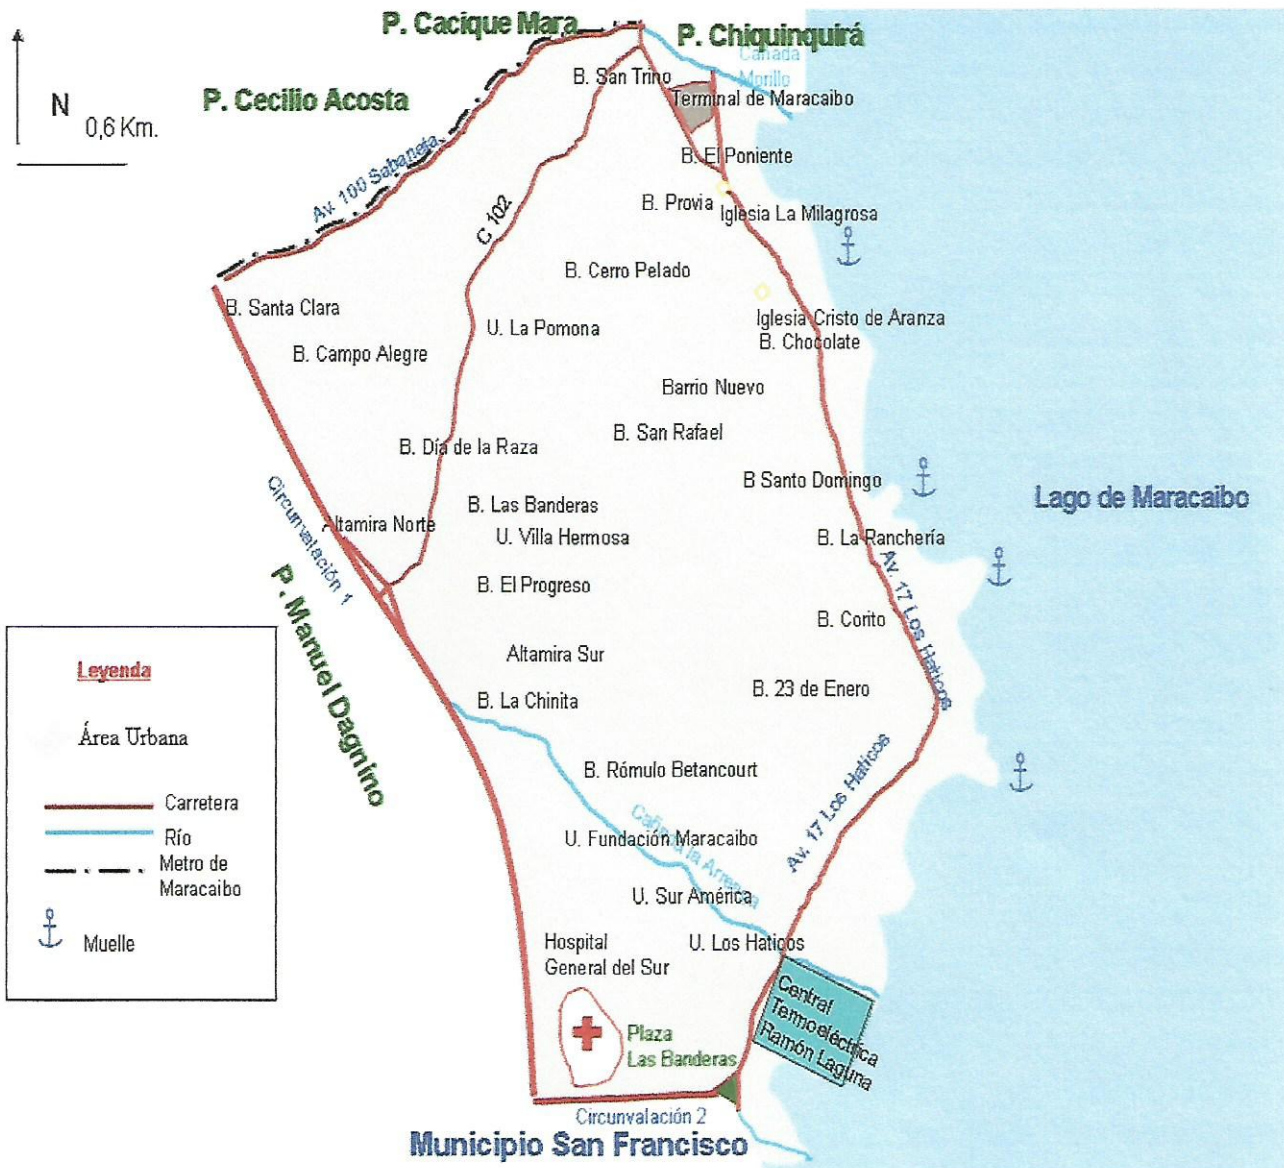 P. Cacique Mara
P. Chiquinquirá
Cañada
Morillo
B. San Trino
N
P. Cecilio Acosta
Terminal de Maracaibo
0,6 Km.
B. El Poniente
Av. 100 Sabaneta
B. Provia
Iglesia La Milagrosa
C 102
B. Cerro Pelado
B. Santa Clara
Iglesia Cristo de Aranza
U. La Pomona
B. Chocolate
B. Campo Alegre
Barrio Nuevo
B. San Rafael
B. Día de la Raza
B Santo Domingo
Lago de Maracaibo
Circunvalación 1
B. Las Banderas
Altamira Norte
U. Villa Hermosa
B. La Ranchería
B. El Progreso
Av. 17 Los Haticos
P. Manuel Dagnino
B. Corito
Altamira Sur
B. 23 de Enero
B. La Chinita
Leyenda
Área Urbana
Carretera
Río
Metro de
Maracaibo
Muelle
B. Rómulo Betancourt
Av. 17 Los Haticos
U. Fundación Maracaibo
Cañada la Arreaga
U. Sur América
U. Los Haticos
Hospital
General del Sur
Central
Termoeléctrica
Ramón Laguna
Plaza
Las Banderas
Circunvalación 2
Municipio San Francisco